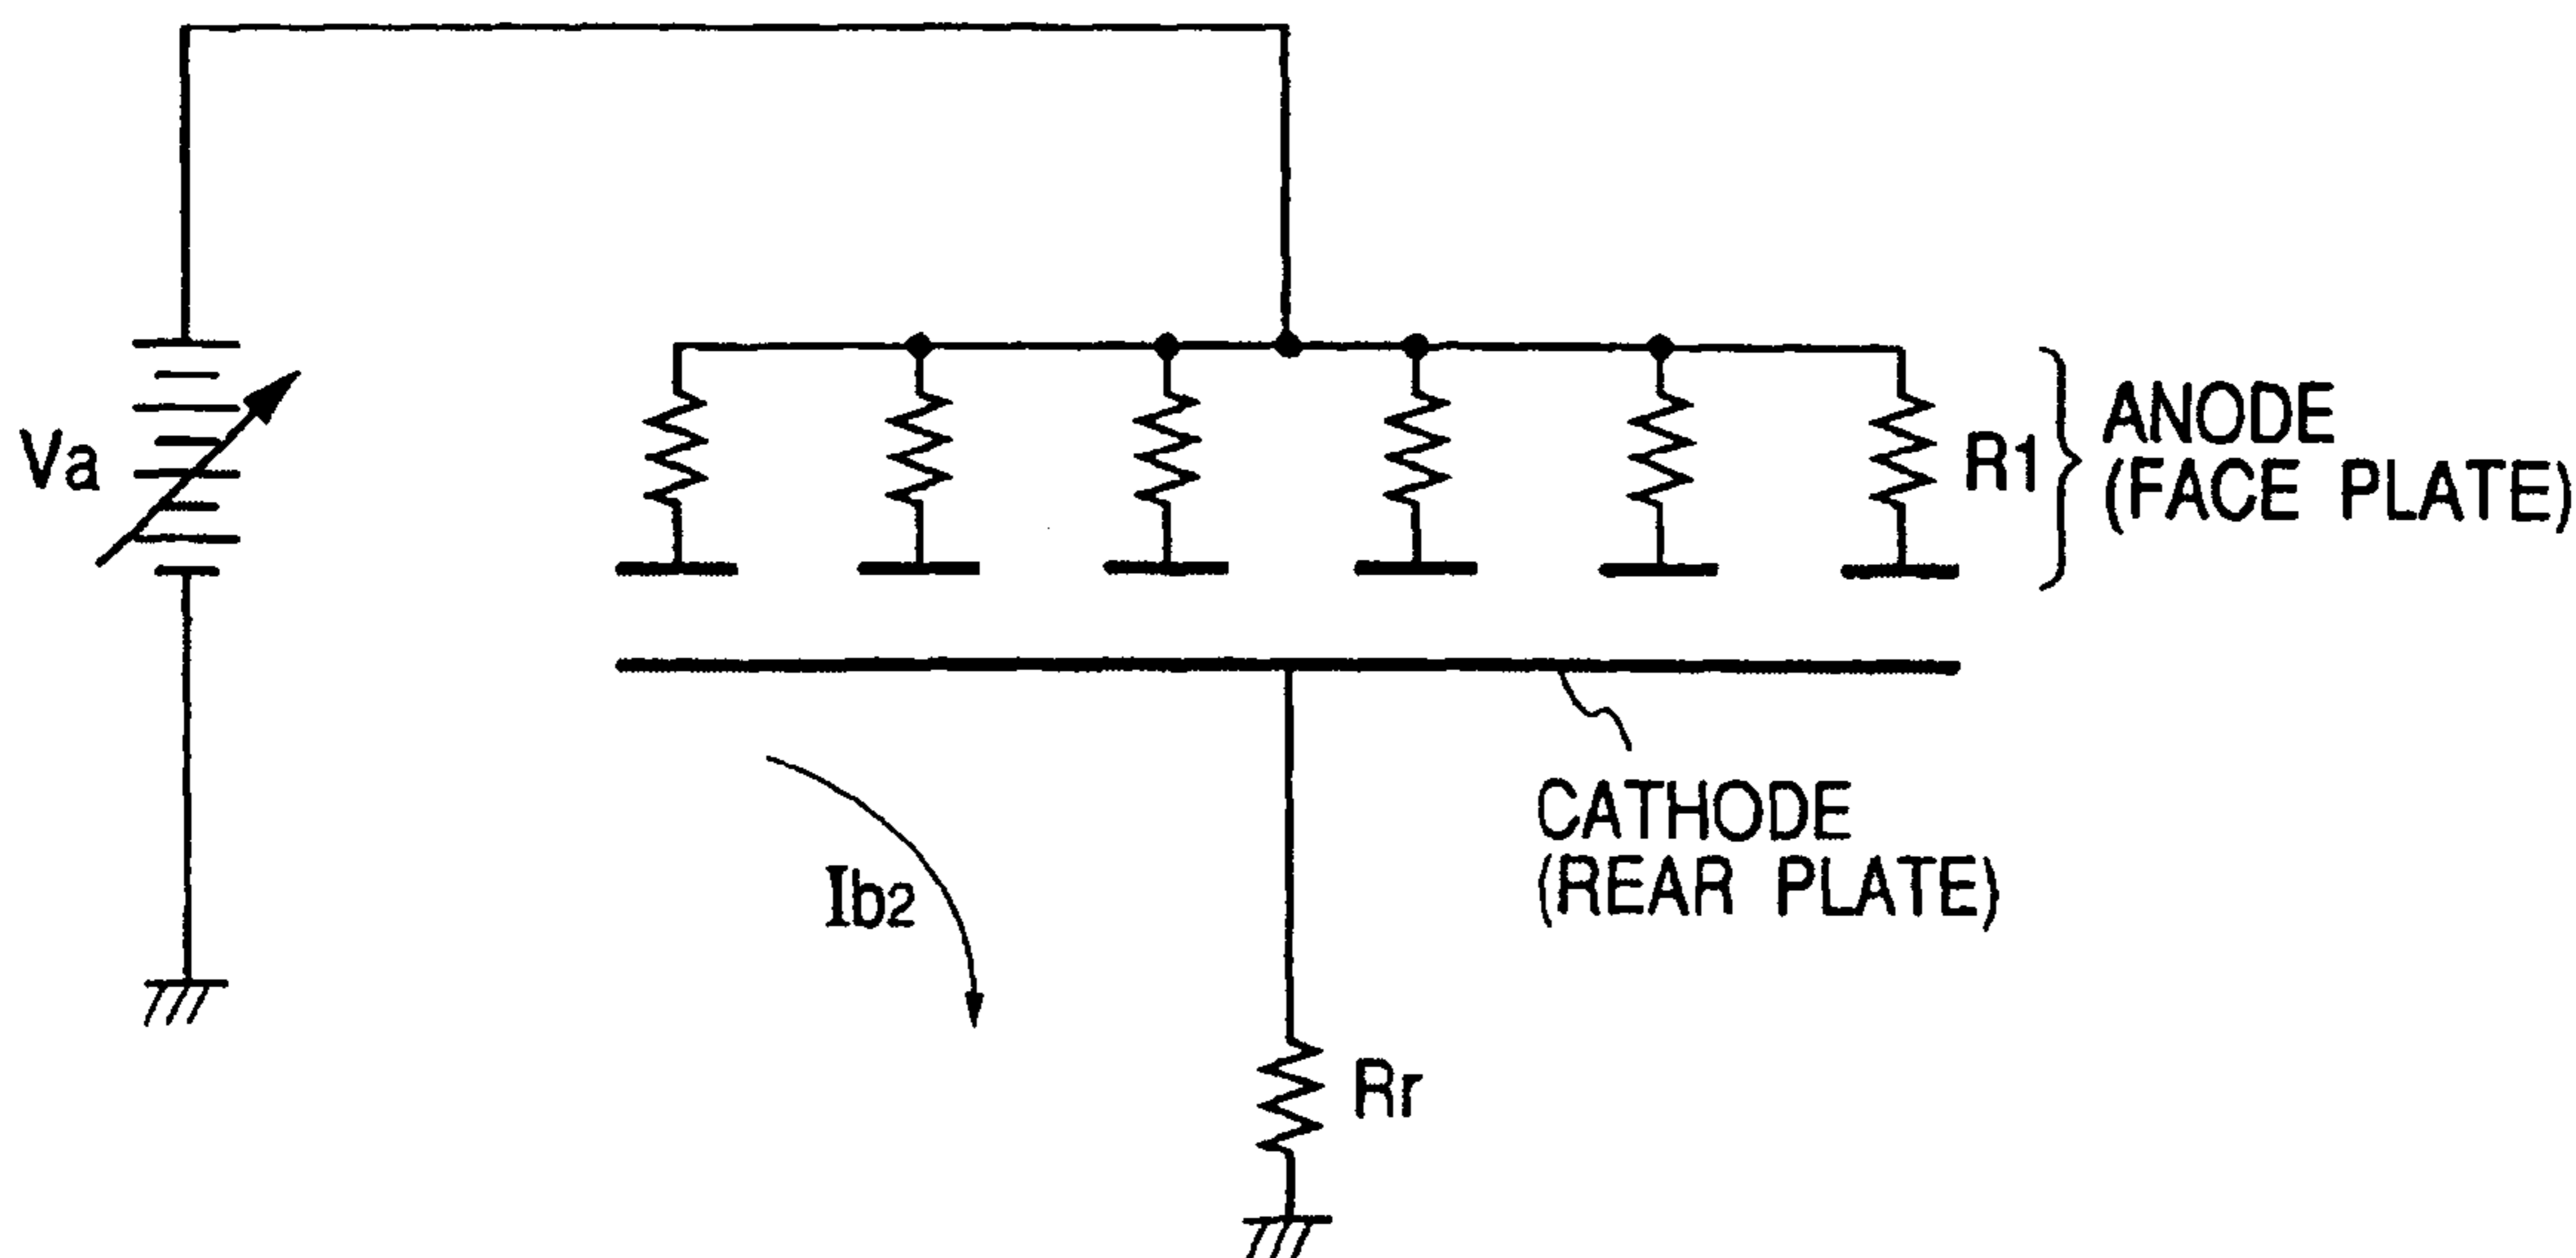 Va
R1
ANODE
(FACE PLATE)
CATHODE
(REAR PLATE)
Ib2
Rr